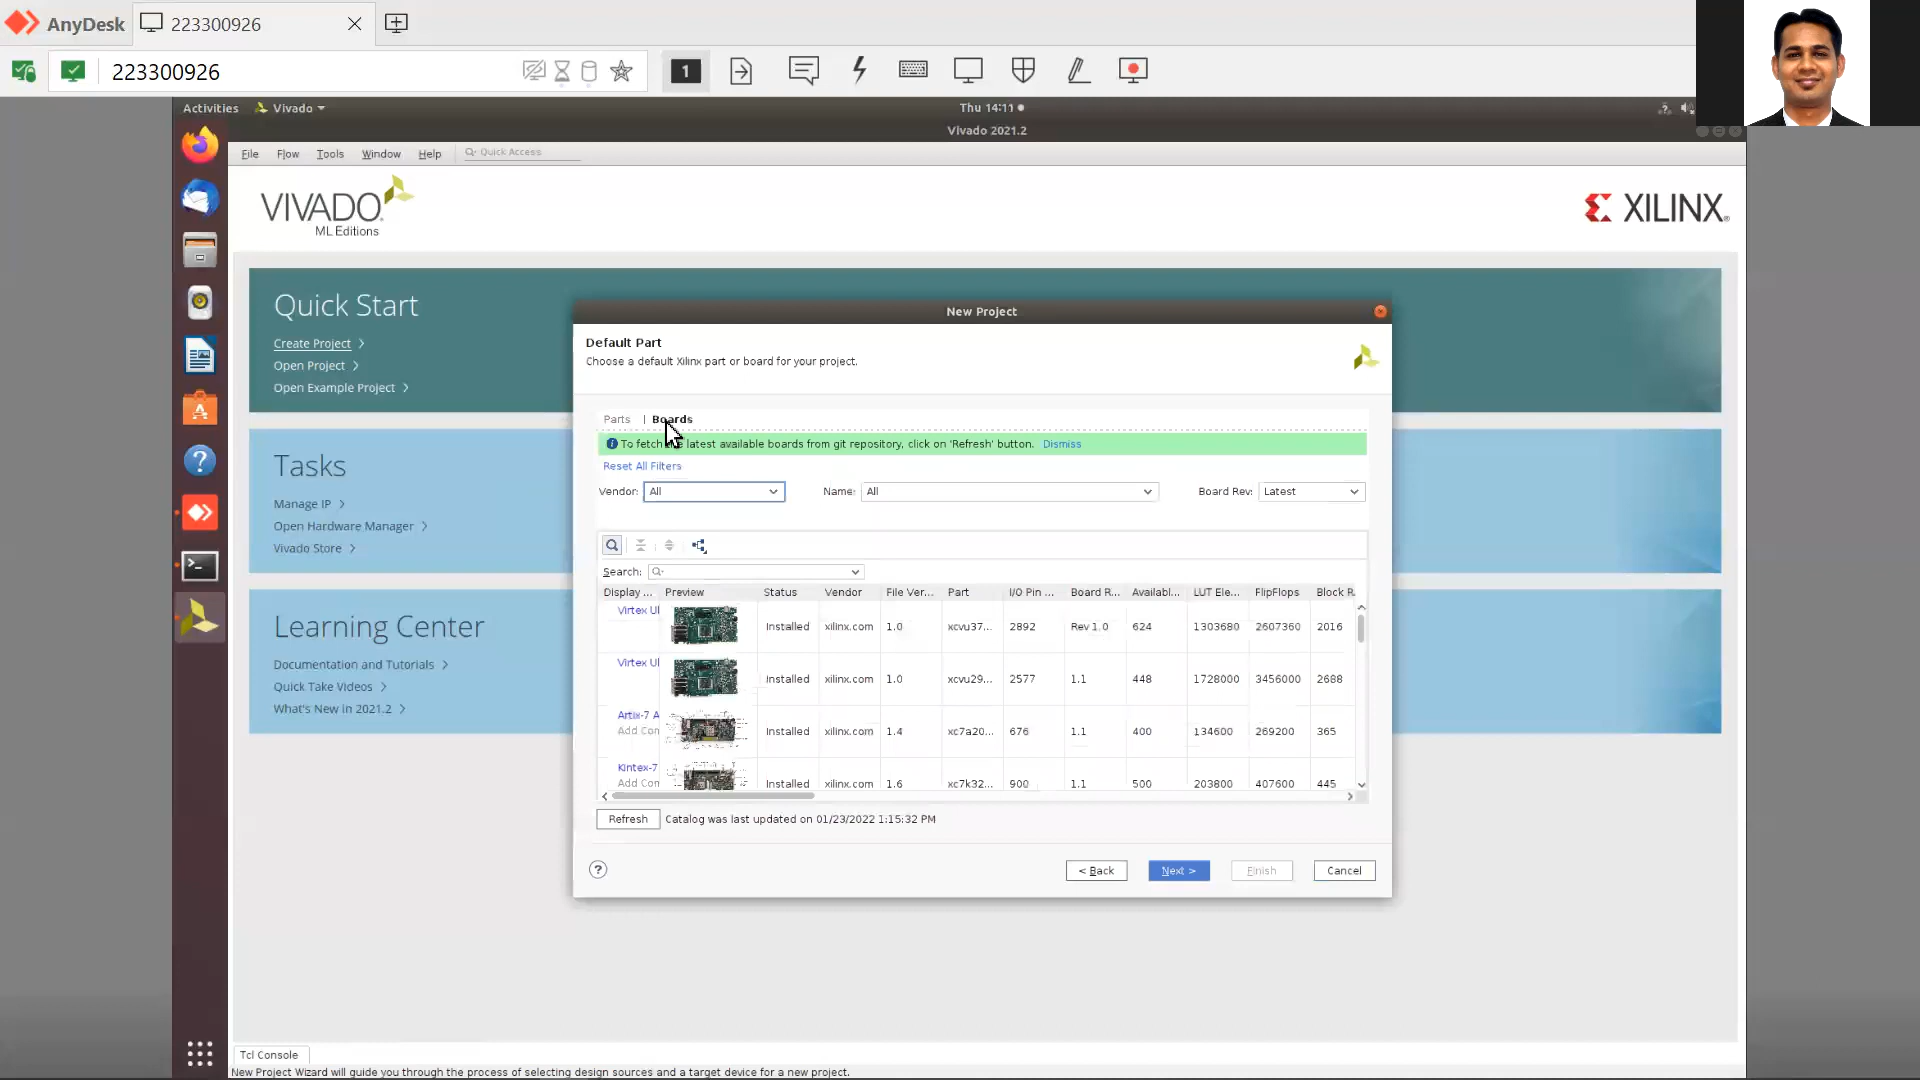 AnyDesk
223300926
223300926
1
Activities
Vivado
Thu 14:11
Vivado 2021.2
File
Flow
Tools
Window
Help
Quick Access
VIVADO
ML Editions
XILINX
Quick Start
Create Project
Open Project
Open Example Project
Tasks
Manage IP
Open Hardware Manager
Vivado Store
Learning Center
Documentation and Tutorials
Quick Take Videos
What's New in 2021.2
New Project
Default Part
Choose a default Xilinx part or board for your project.
Parts | Boards
To fetch latest available boards from git repository, click on 'Refresh' button. Dismiss
Reset All Filters
Vendor: All Name: All Board Rev: Latest
Search:
Display ... Preview Status Vendor File Ver... Part I/O Pin ... Board R... Availabl... LUT Ele... FlipFlops Block R
Virtex Ul Installed xilinx.com 1.0 xcvu37... 2892 Rev 1.0 624 1303680 2607360 2016
Virtex Ul Installed xilinx.com 1.0 xcvu29... 2577 1.1 448 1728000 3456000 2688
Artix-7 A
Add Con Installed xilinx.com 1.4 xc7a20... 676 1.1 400 134600 269200 365
Kintex-7
Add Con Installed xilinx.com 1.6 xc7k32... 900 1.1 500 203800 407600 445
Refresh Catalog was last updated on 01/23/2022 1:15:32 PM
? < Back Next > Finish Cancel
Tcl Console
New Project Wizard will guide you through the process of selecting design sources and a target device for a new project.